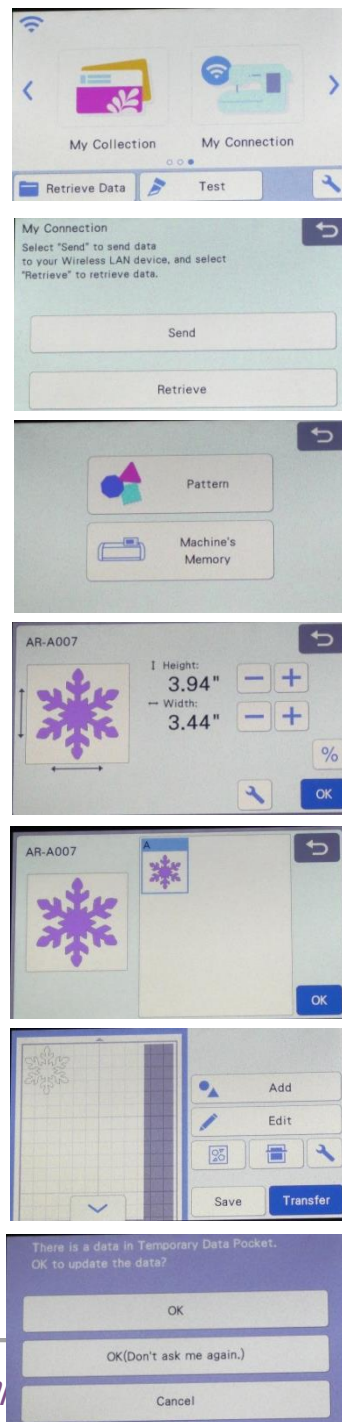 My Collection
My Connection
Retrieve Data
Test
My Connection
Select "Send" to send data
to your Wireless LAN device, and select
"Retrieve" to retrieve data.
Send
Retrieve
Pattern
Machine's
Memory
AR-A007
Height:
3.94"
Width:
3.44"
%
OK
AR-A007
A
OK
Add
Edit
Save
Transfer
There is a data in Temporary Data Pocket.
OK to update the data?
OK
OK(Don't ask me again.)
Cancel